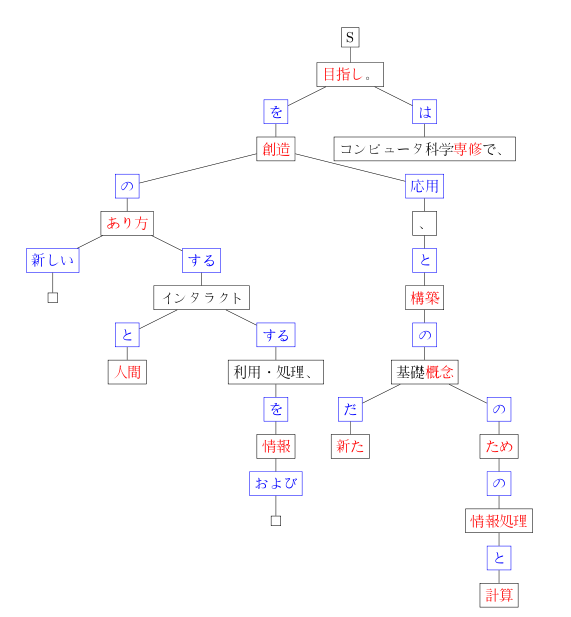 S
目指し。
を は
創造 コンピュータ科学専修で、
の 応用
あり方 、
新しい する と
インタラクト 構築
と する の
人間 利用・処理、 基礎概念
を だ の
情報 新た ため
および の
情報処理
と
計算